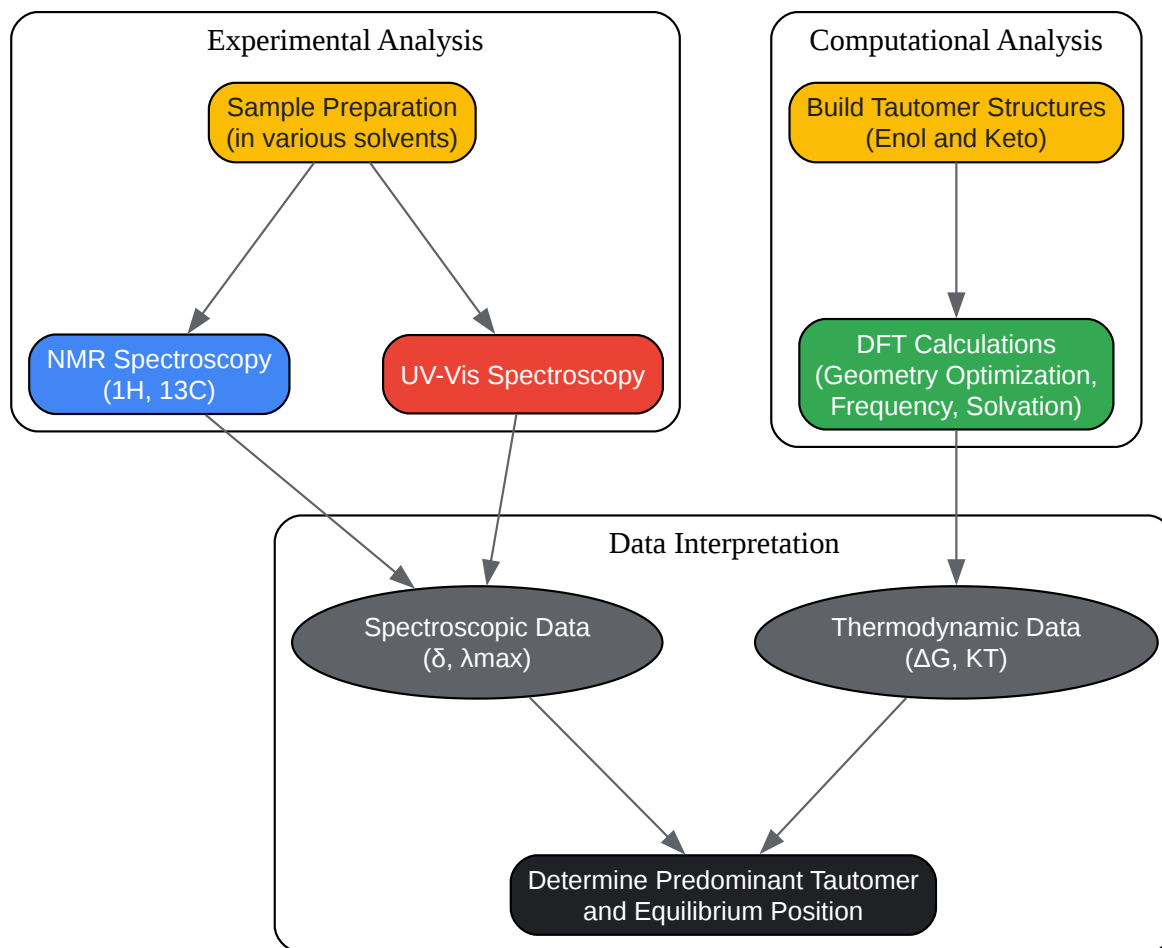 Experimental Analysis
Computational Analysis
Sample Preparation
(in various solvents)
Build Tautomer Structures
(Enol and Keto)
NMR Spectroscopy
(1H, 13C)
UV-Vis Spectroscopy
DFT Calculations
(Geometry Optimization,
Frequency, Solvation)
Data Interpretation
Spectroscopic Data
(δ, λmax)
Thermodynamic Data
(ΔG, KT)
Determine Predominant Tautomer
and Equilibrium Position